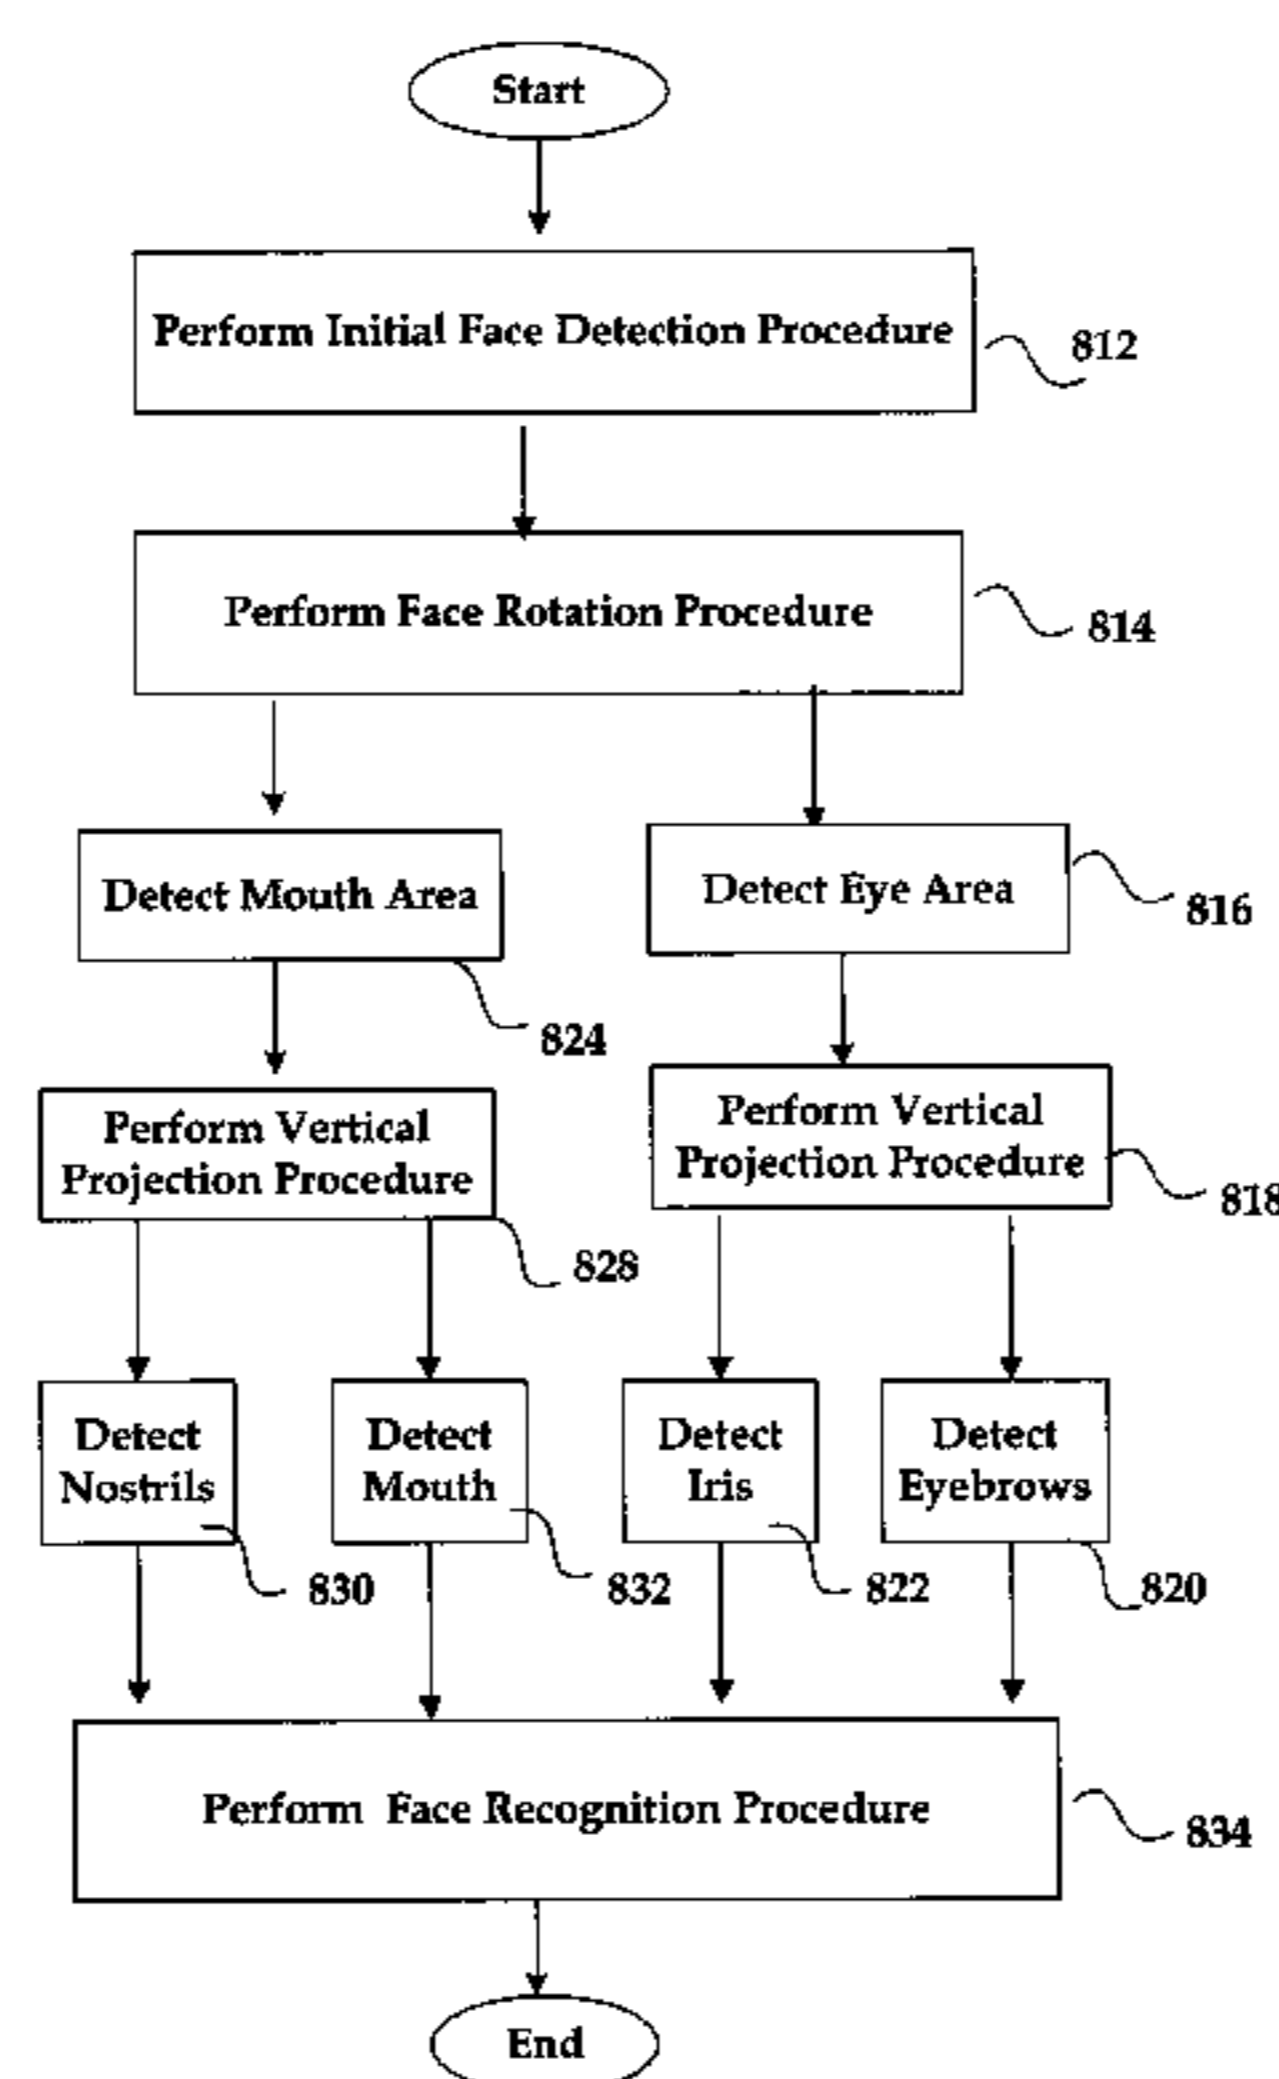 Start
Perform Initial Face Detection Procedure
812
Perform Face Rotation Procedure
814
Detect Mouth Area
824
Detect Eye Area
816
Perform Vertical
Projection Procedure
828
Perform Vertical
Projection Procedure
818
Detect
Nostrils
830
Detect
Mouth
832
Detect
Iris
822
Detect
Eyebrows
820
Perform Face Recognition Procedure
834
End